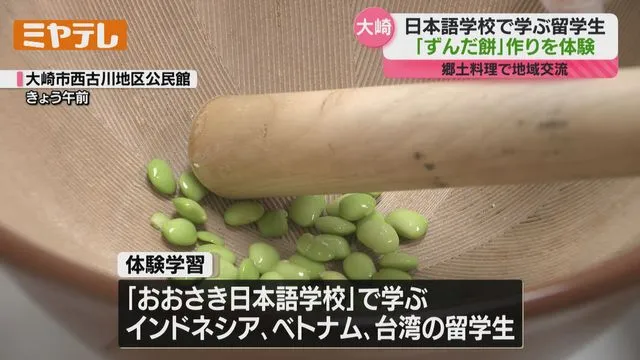 ミヤテレ
大崎
日本語学校で学ぶ留学生
「ずんだ餅」作りを体験
郷土料理で地域交流
大崎市西古川地区公民館
きょう午前
体験学習
「おおさき日本語学校」で学ぶ
インドネシア、ベトナム、台湾の留学生